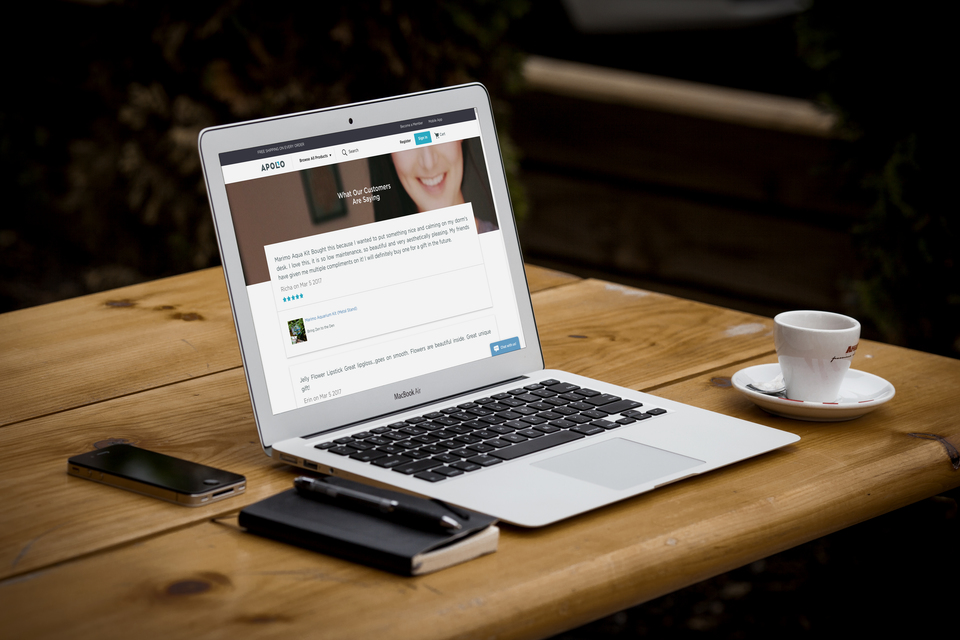 FREE SHIPPING ON EVERY ORDER
Become a Member Mobile App
APOLLO Browse All Products Search Register Sign In Cart
What Our Customers
Are Saying
Marimo Aqua Kit Bought this because I wanted to put something nice and calming on my dorm's
desk. I love this, it is so low maintenance, so beautiful and very aesthetically pleasing. My friends
have given me multiple compliments on it! I will definitely buy one for a gift in the future.
Richa on Mar 5 2017
Marimo Aquarium Kit (Metal Stand)
Bring Zen to the Den
Jelly Flower Lipstick Great lipgloss...goes on smooth. Flowers are beautiful inside. Great unique
gift!
Erin on Mar 5 2017
Chat with us!
MacBook Air